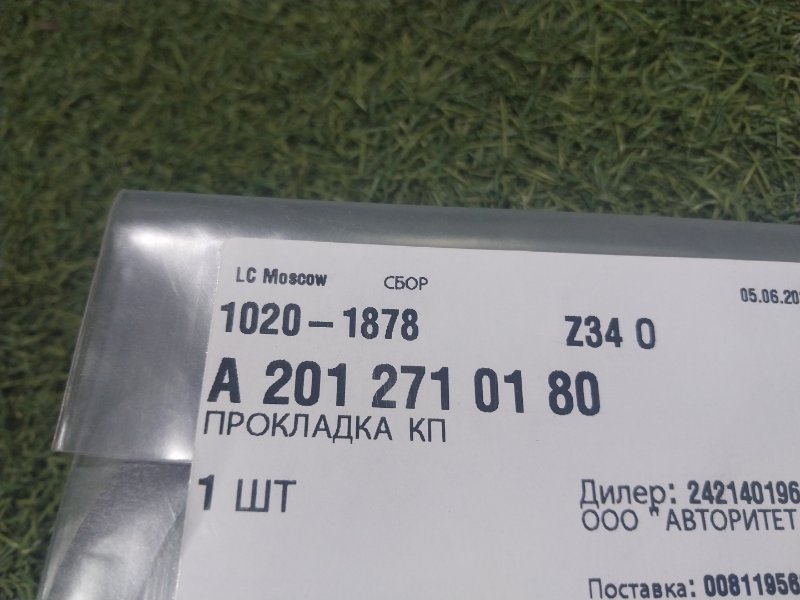 LC Moscow СБОР 05.06.20
1020 – 1878 Z34 0
A 201 271 01 80
ПРОКЛАДКА КП
1 ШТ
Дилер: 242140196
ООО "АВТОРИТЕТ
Поставка: 00811956